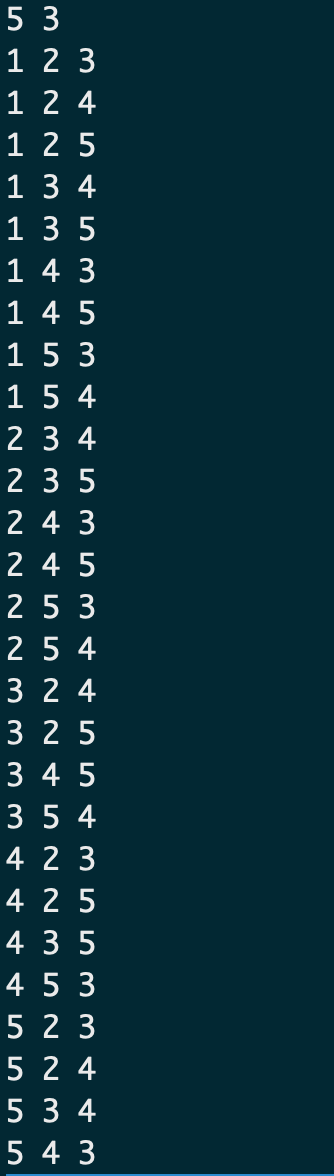 5 3
1 2 3
1 2 4
1 2 5
1 3 4
1 3 5
1 4 3
1 4 5
1 5 3
1 5 4
2 3 4
2 3 5
2 4 3
2 4 5
2 5 3
2 5 4
3 2 4
3 2 5
3 4 5
3 5 4
4 2 3
4 2 5
4 3 5
4 5 3
5 2 3
5 2 4
5 3 4
5 4 3